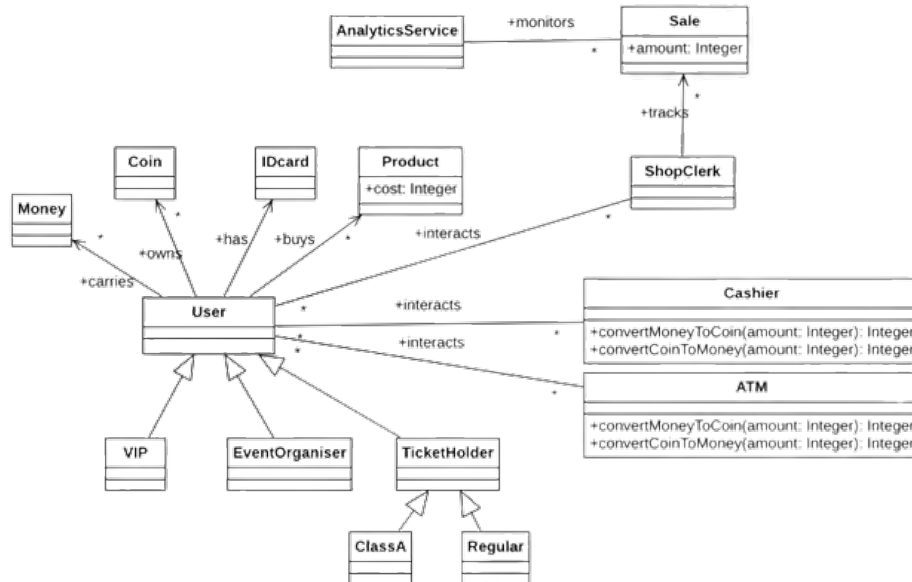 AnalyticsService
+monitors
*
Sale
+amount: Integer
*
+tracks
ShopClerk
*
Coin
IDcard
Product
+cost: Integer
Money
*
*
+owns
+has
+buys
*
+interacts
+carries
User
*
*
*
+interacts
*
+interacts
*
Cashier
+convertMoneyToCoin(amount: Integer): Integer
+convertCoinToMoney(amount: Integer): Integer
ATM
+convertMoneyToCoin(amount: Integer): Integer
+convertCoinToMoney(amount: Integer): Integer
VIP
EventOrganiser
TicketHolder
ClassA
Regular